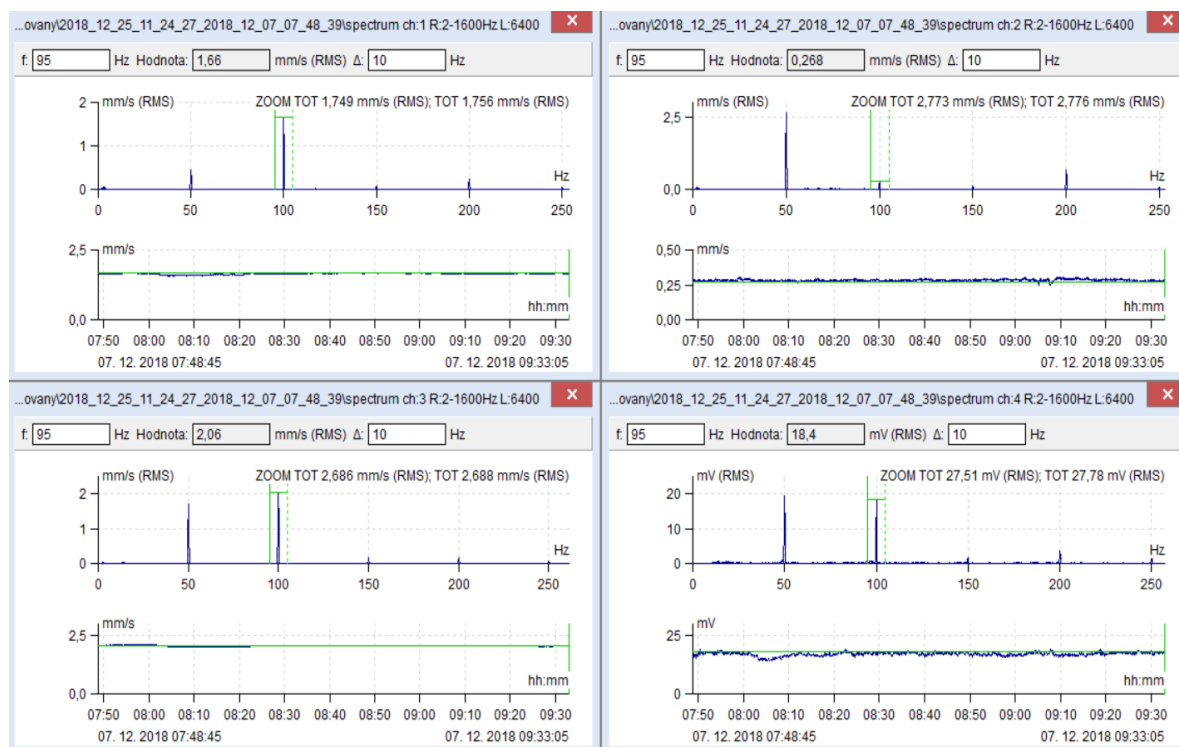 ...ovany\2018_12_25_11_24_27_2018_12_07_07_48_39\spectrum ch:1 R:2-1600Hz L:6400
f: 95 Hz Hodnota: 1,66 mm/s (RMS) Δ: 10 Hz
mm/s (RMS) ZOOM TOT 1,749 mm/s (RMS); TOT 1,756 mm/s (RMS)
2
1
0
Hz
0 50 100 150 200 250
mm/s
2,5
0,0
hh:mm
07:50 08:00 08:10 08:20 08:30 08:40 08:50 09:00 09:10 09:20 09:30
07. 12. 2018 07:48:45 07. 12. 2018 09:33:05
...ovany\2018_12_25_11_24_27_2018_12_07_07_48_39\spectrum ch:2 R:2-1600Hz L:6400
f: 95 Hz Hodnota: 0,268 mm/s (RMS) Δ: 10 Hz
mm/s (RMS) ZOOM TOT 2,773 mm/s (RMS); TOT 2,776 mm/s (RMS)
2,5
0,0
Hz
0 50 100 150 200 250
mm/s
0,50
0,25
0,00
hh:mm
07:50 08:00 08:10 08:20 08:30 08:40 08:50 09:00 09:10 09:20 09:30
07. 12. 2018 07:48:45 07. 12. 2018 09:33:05
...ovany\2018_12_25_11_24_27_2018_12_07_07_48_39\spectrum ch:3 R:2-1600Hz L:6400
f: 95 Hz Hodnota: 2,06 mm/s (RMS) Δ: 10 Hz
mm/s (RMS) ZOOM TOT 2,686 mm/s (RMS); TOT 2,688 mm/s (RMS)
2
1
0
Hz
0 50 100 150 200 250
mm/s
2,5
0,0
hh:mm
07:50 08:00 08:10 08:20 08:30 08:40 08:50 09:00 09:10 09:20 09:30
07. 12. 2018 07:48:45 07. 12. 2018 09:33:05
...ovany\2018_12_25_11_24_27_2018_12_07_07_48_39\spectrum ch:4 R:2-1600Hz L:6400
f: 95 Hz Hodnota: 18,4 mV (RMS) Δ: 10 Hz
mV (RMS) ZOOM TOT 27,51 mV (RMS); TOT 27,78 mV (RMS)
20
10
0
Hz
0 50 100 150 200 250
mV
25
0
hh:mm
07:50 08:00 08:10 08:20 08:30 08:40 08:50 09:00 09:10 09:20 09:30
07. 12. 2018 07:48:45 07. 12. 2018 09:33:05